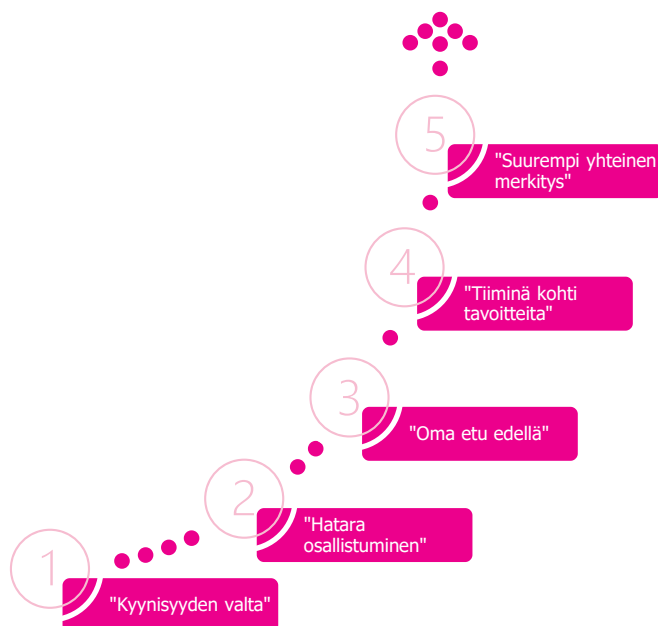 5
"Suurempi yhteinen
merkitys"
4
"Tiiminä kohti
tavoitteita"
3
"Oma etu edellä"
2
"Hatara
osallistuminen"
1
"Kyynisyyden valta"